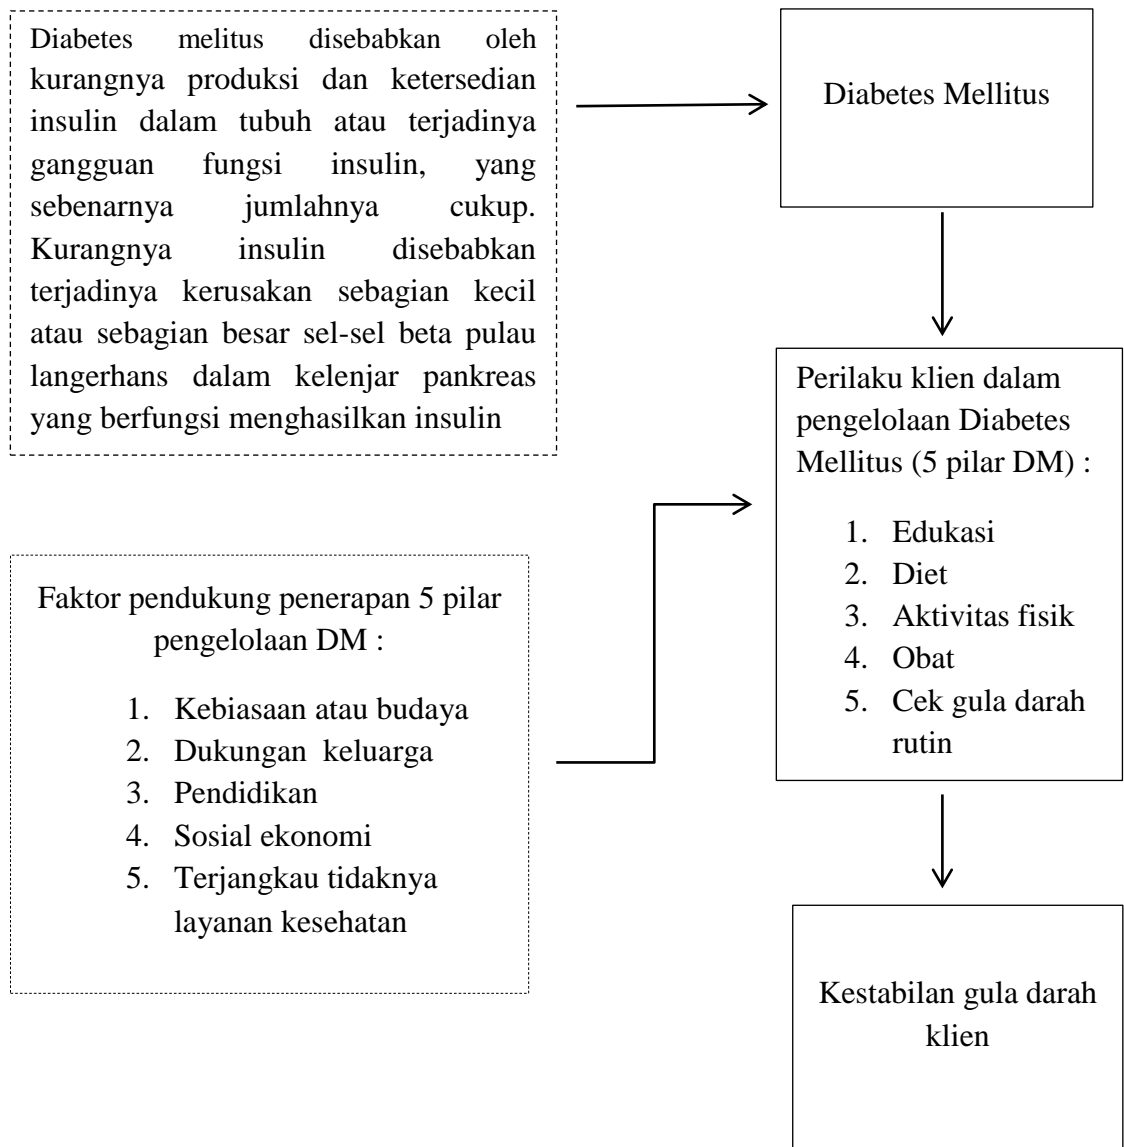 Diabetes melitus disebabkan oleh
kurangnya produksi dan ketersedian
insulin dalam tubuh atau terjadinya
gangguan fungsi insulin, yang
sebenarnya jumlahnya cukup.
Kurangnya insulin disebabkan
terjadinya kerusakan sebagian kecil
atau sebagian besar sel-sel beta pulau
langerhans dalam kelenjar pankreas
yang berfungsi menghasilkan insulin
Diabetes Mellitus
Perilaku klien dalam
pengelolaan Diabetes
Mellitus (5 pilar DM) :
1. Edukasi
2. Diet
3. Aktivitas fisik
4. Obat
5. Cek gula darah
rutin
Faktor pendukung penerapan 5 pilar
pengelolaan DM :
1. Kebiasaan atau budaya
2. Dukungan keluarga
3. Pendidikan
4. Sosial ekonomi
5. Terjangkau tidaknya
layanan kesehatan
Kestabilan gula darah
klien